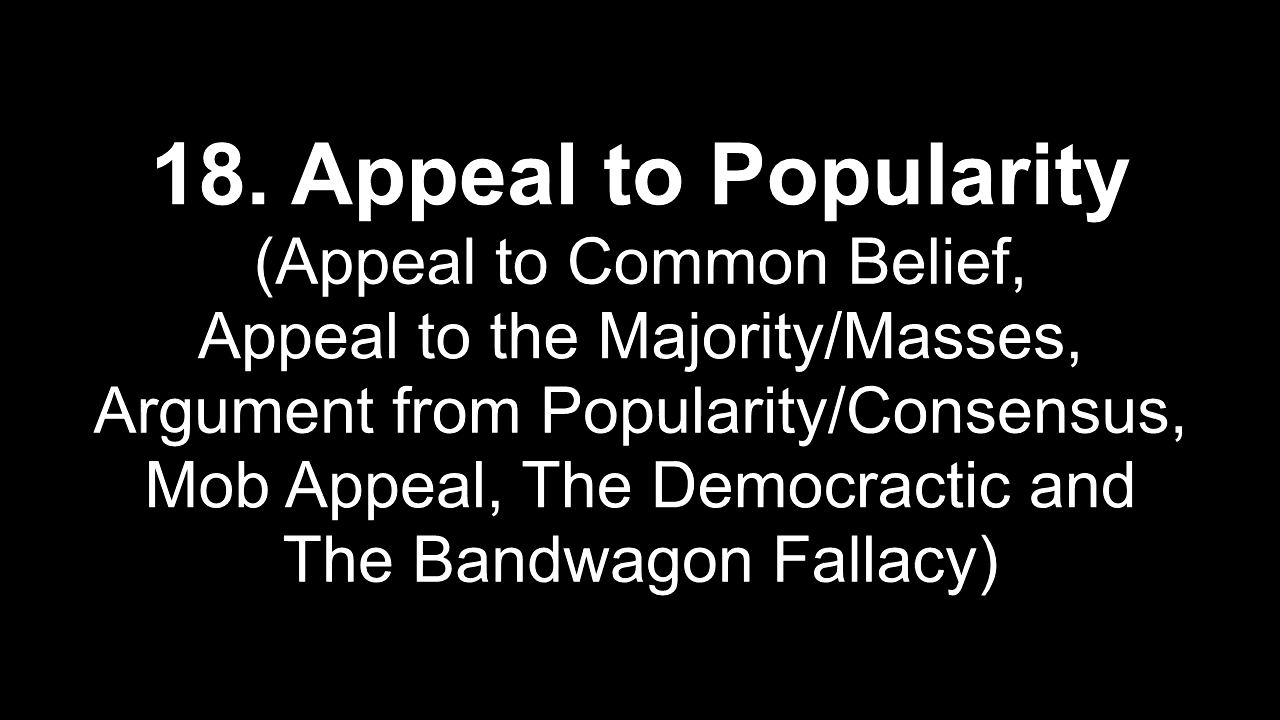 18. Appeal to Popularity
(Appeal to Common Belief,
Appeal to the Majority/Masses,
Argument from Popularity/Consensus,
Mob Appeal, The Democractic and
The Bandwagon Fallacy)